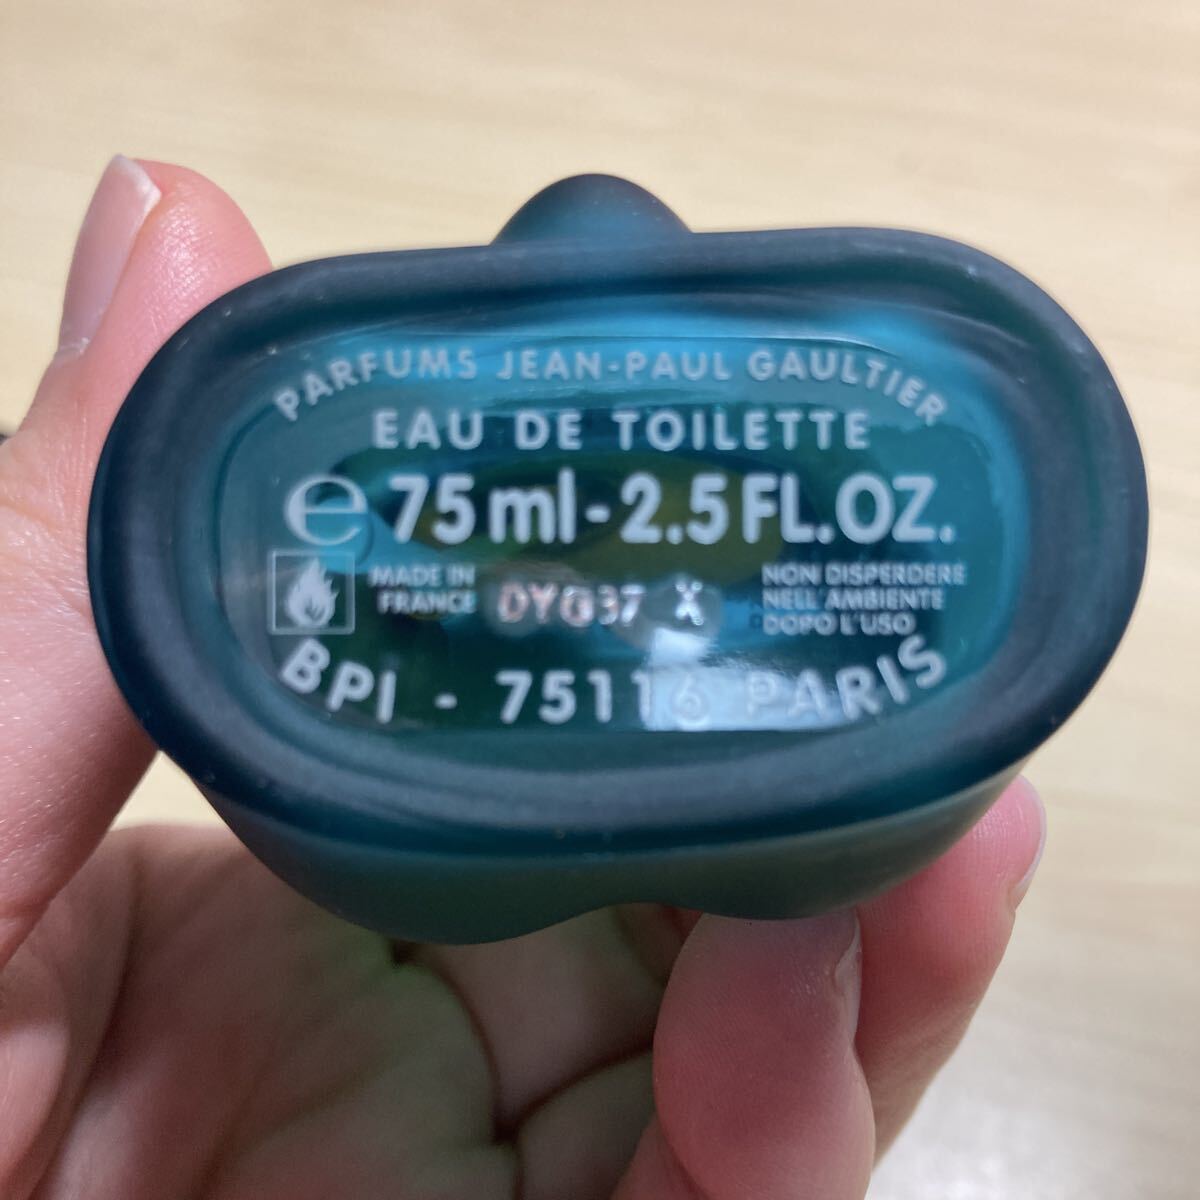 PARFUMS JEAN-PAUL GAULTIER
EAU DE TOILETTE
e 75 ml - 2.5 FL.OZ.
MADE IN
FRANCE
0YG37 X
NON DISPERDERE
NELL'AMBIENTE
DOPO L'USO
BPI - 75116 PARIS